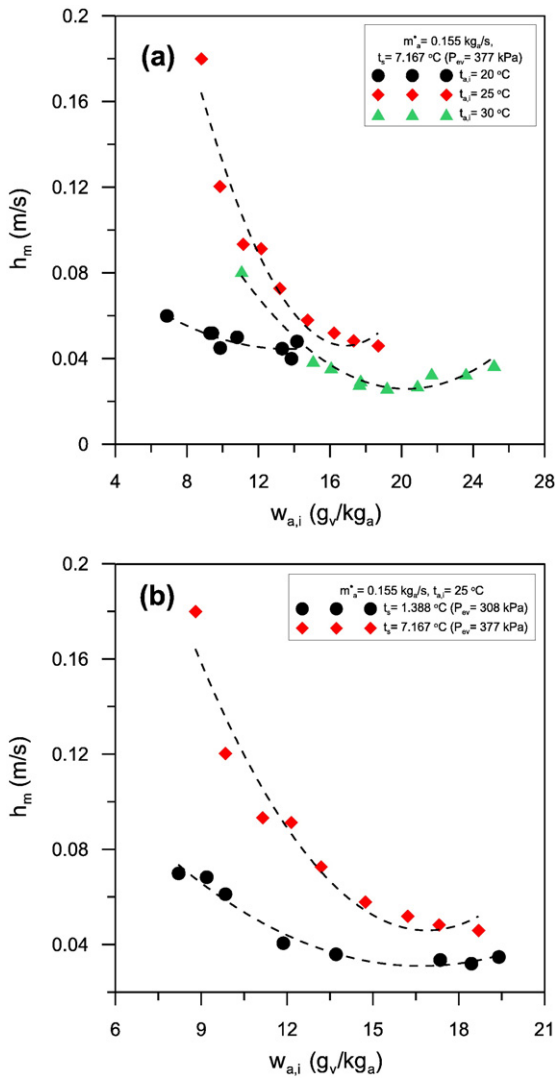 (a)
m*a= 0.155 kga/s,
ts= 7.167 oC (Pev= 377 kPa)
ta,i= 20 oC
ta,i= 25 oC
ta,i= 30 oC
0.2
0.16
0.12
0.08
0.04
0
hm (m/s)
4 8 12 16 20 24 28
wa,i (gv/kga)
(b)
m*a= 0.155 kga/s, ta,i= 25 oC
ts= 1.388 oC (Pev= 308 kPa)
ts= 7.167 oC (Pev= 377 kPa)
0.2
0.16
0.12
0.08
0.04
hm (m/s)
6 9 12 15 18 21
wa,i (gv/kga)